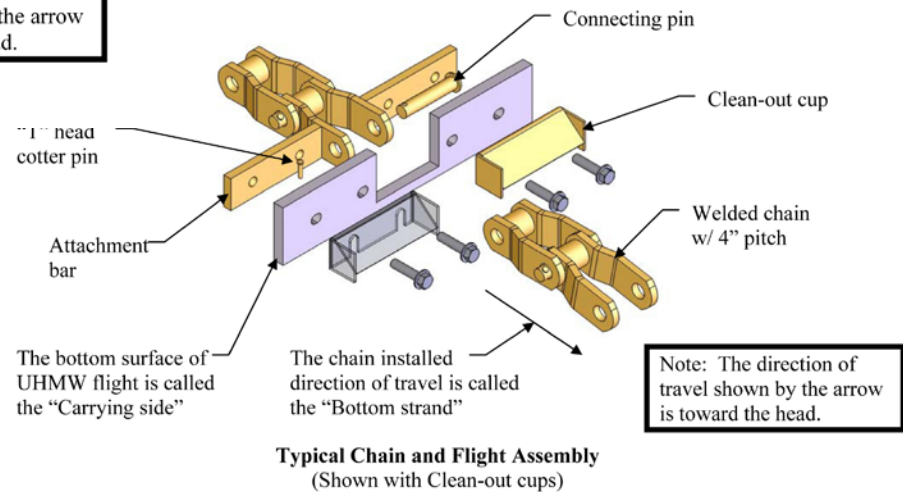 the arrow
d.
Connecting pin
Clean-out cup
head
cotter pin
Attachment
bar
Welded chain
w/ 4” pitch
The bottom surface of
UHMW flight is called
the “Carrying side”
The chain installed
direction of travel is called
the “Bottom strand”
Note: The direction of
travel shown by the arrow
is toward the head.
Typical Chain and Flight Assembly
(Shown with Clean-out cups)